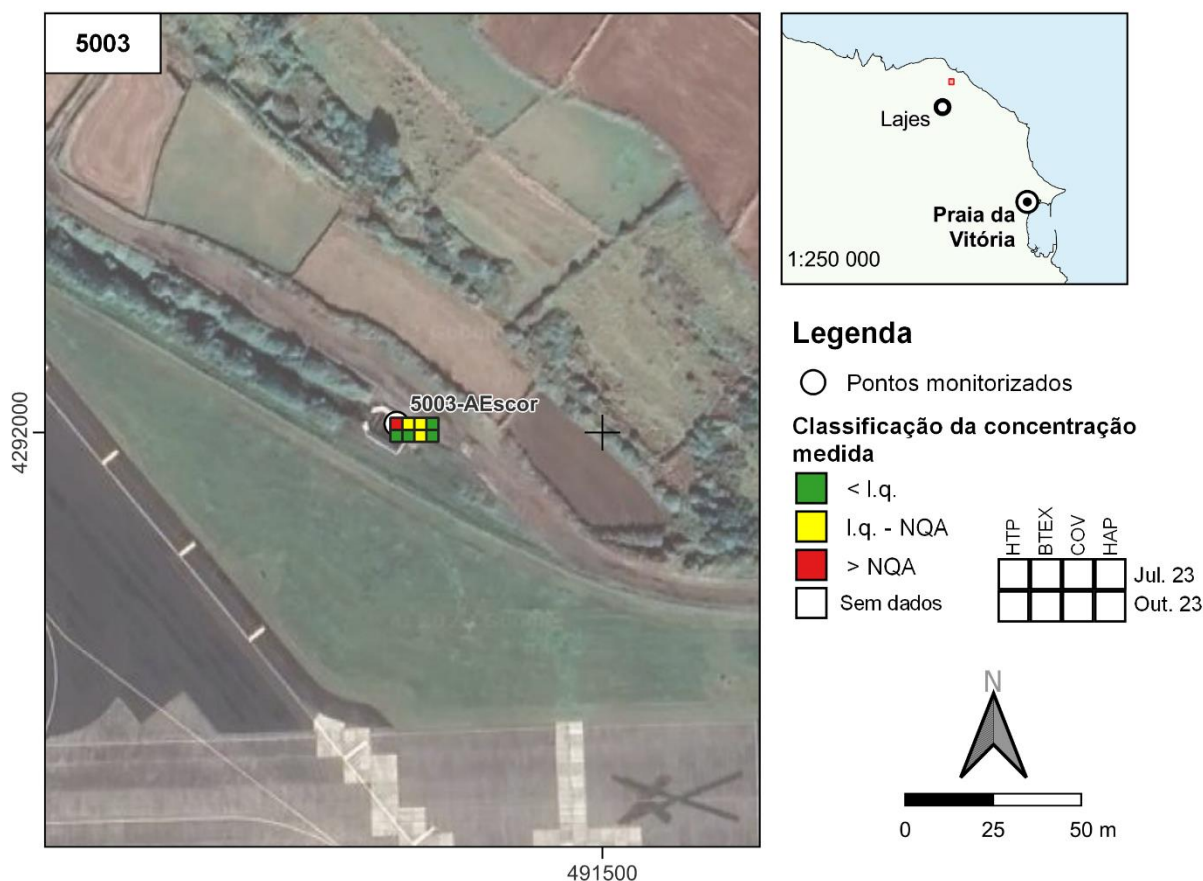 5003
5003-AEscor
4292000
491500
Lajes
Praia da
Vitória
1:250 000
Legenda
Pontos monitorizados
Classificação da concentração
medida
< l.q.
l.q. - NQA
> NQA
Sem dados
HTP
BTEX
COV
HAP
Jul. 23
Out. 23
N
0 25 50 m